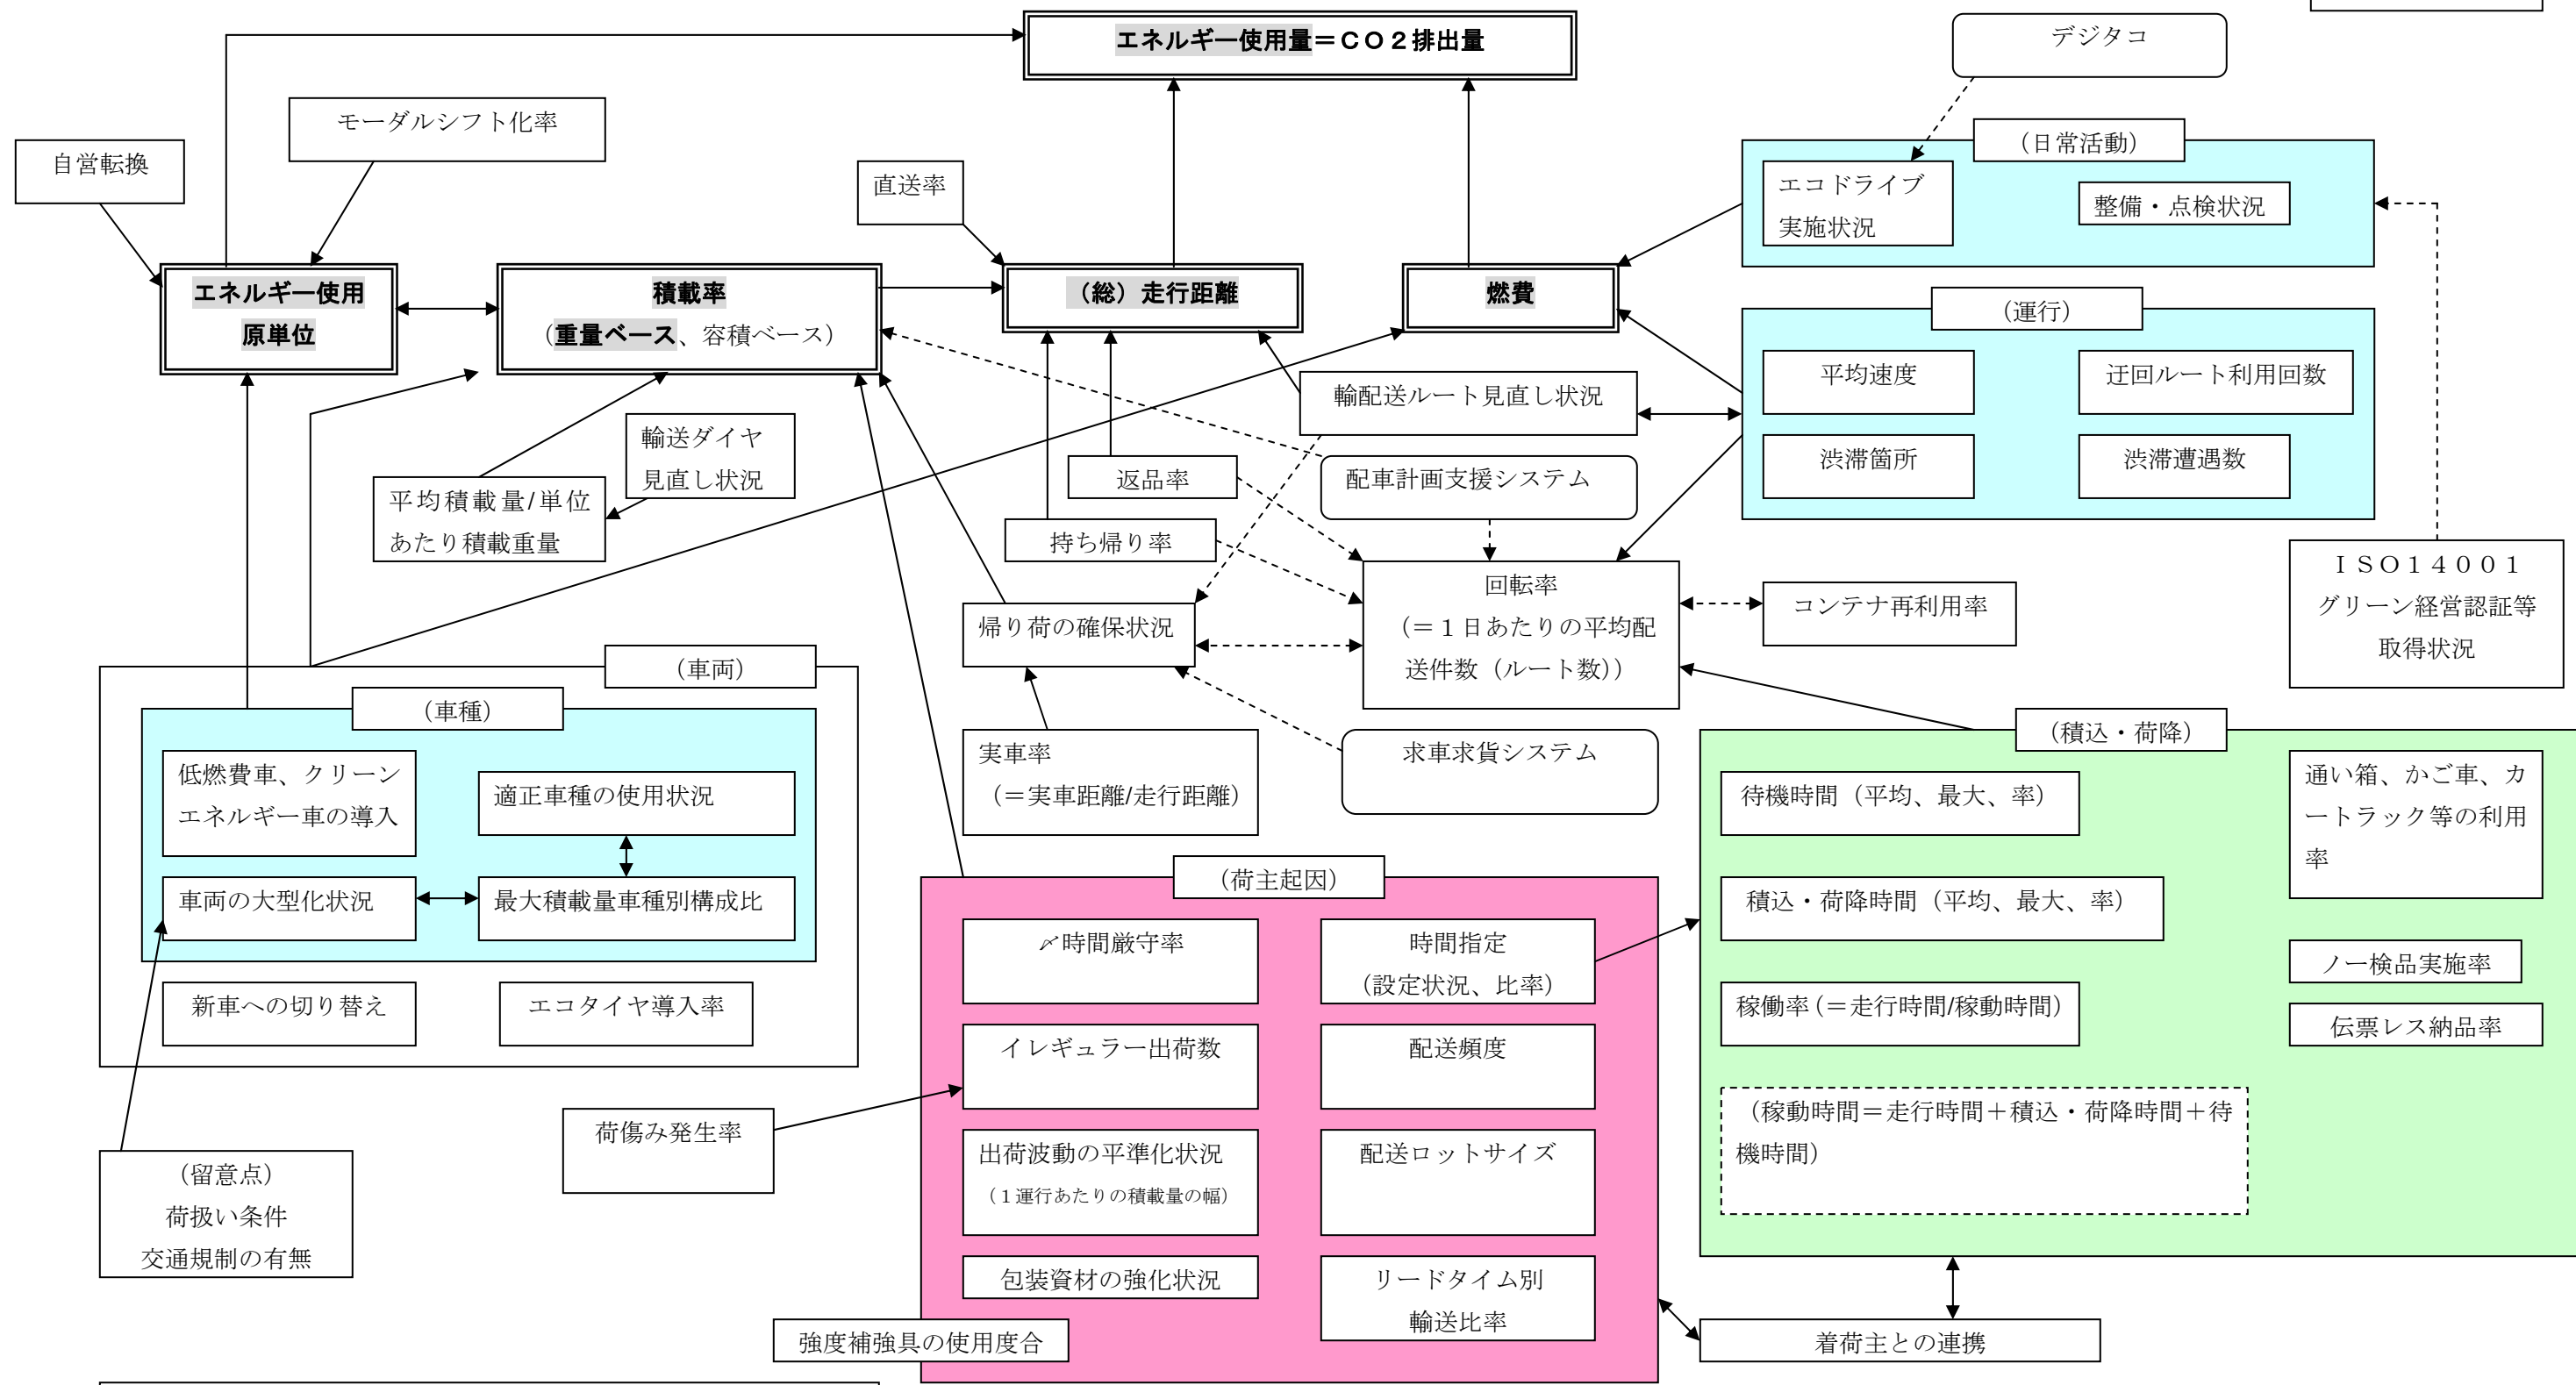 エネルギー使用量＝ＣＯ２排出量
デジタコ
モーダルシフト化率
自営転換
直送率
（日常活動）
エコドライブ
実施状況
整備・点検状況
エネルギー使用
原単位
積載率
（重量ベース、容積ベース）
（総）走行距離
燃費
（運行）
平均速度
迂回ルート利用回数
渋滞箇所
渋滞遭遇数
輸配送ルート見直し状況
輸送ダイヤ
見直し状況
平均積載量/単位
あたり積載重量
返品率
配車計画支援システム
持ち帰り率
帰り荷の確保状況
回転率
（＝１日あたりの平均配
送件数（ルート数））
コンテナ再利用率
ＩＳＯ１４００１
グリーン経営認証等
取得状況
（車両）
（車種）
低燃費車、クリーン
エネルギー車の導入
適正車種の使用状況
車両の大型化状況
最大積載量車種別構成比
新車への切り替え
エコタイヤ導入率
実車率
（＝実車距離/走行距離）
求車求貨システム
（積込・荷降）
待機時間（平均、最大、率）
通い箱、かご車、カ
ートラック等の利用
率
積込・荷降時間（平均、最大、率）
ノー検品実施率
稼働率（＝走行時間/稼動時間）
伝票レス納品率
（稼動時間＝走行時間＋積込・荷降時間＋待
機時間）
（荷主起因）
〆時間厳守率
時間指定
（設定状況、比率）
イレギュラー出荷数
配送頻度
荷傷み発生率
出荷波動の平準化状況
（１運行あたりの積載量の幅）
配送ロットサイズ
包装資材の強化状況
リードタイム別
輸送比率
強度補強具の使用度合
（留意点）
荷扱い条件
交通規制の有無
着荷主との連携